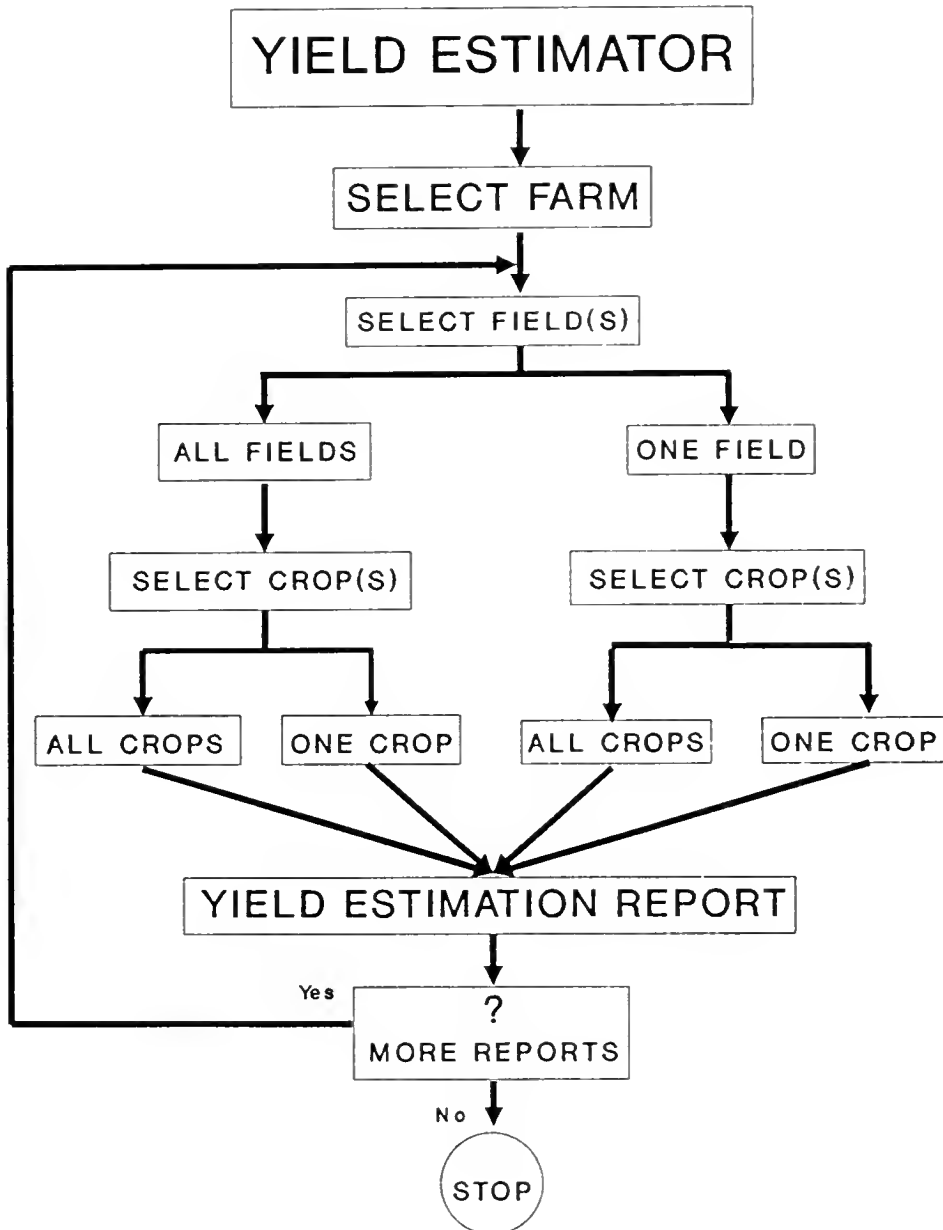 YIELD ESTIMATOR
SELECT FARM
SELECT FIELD(S)
ALL FIELDS
ONE FIELD
SELECT CROP(S)
SELECT CROP(S)
ALL CROPS
ONE CROP
ALL CROPS
ONE CROP
YIELD ESTIMATION REPORT
Yes
?
MORE REPORTS
No
STOP